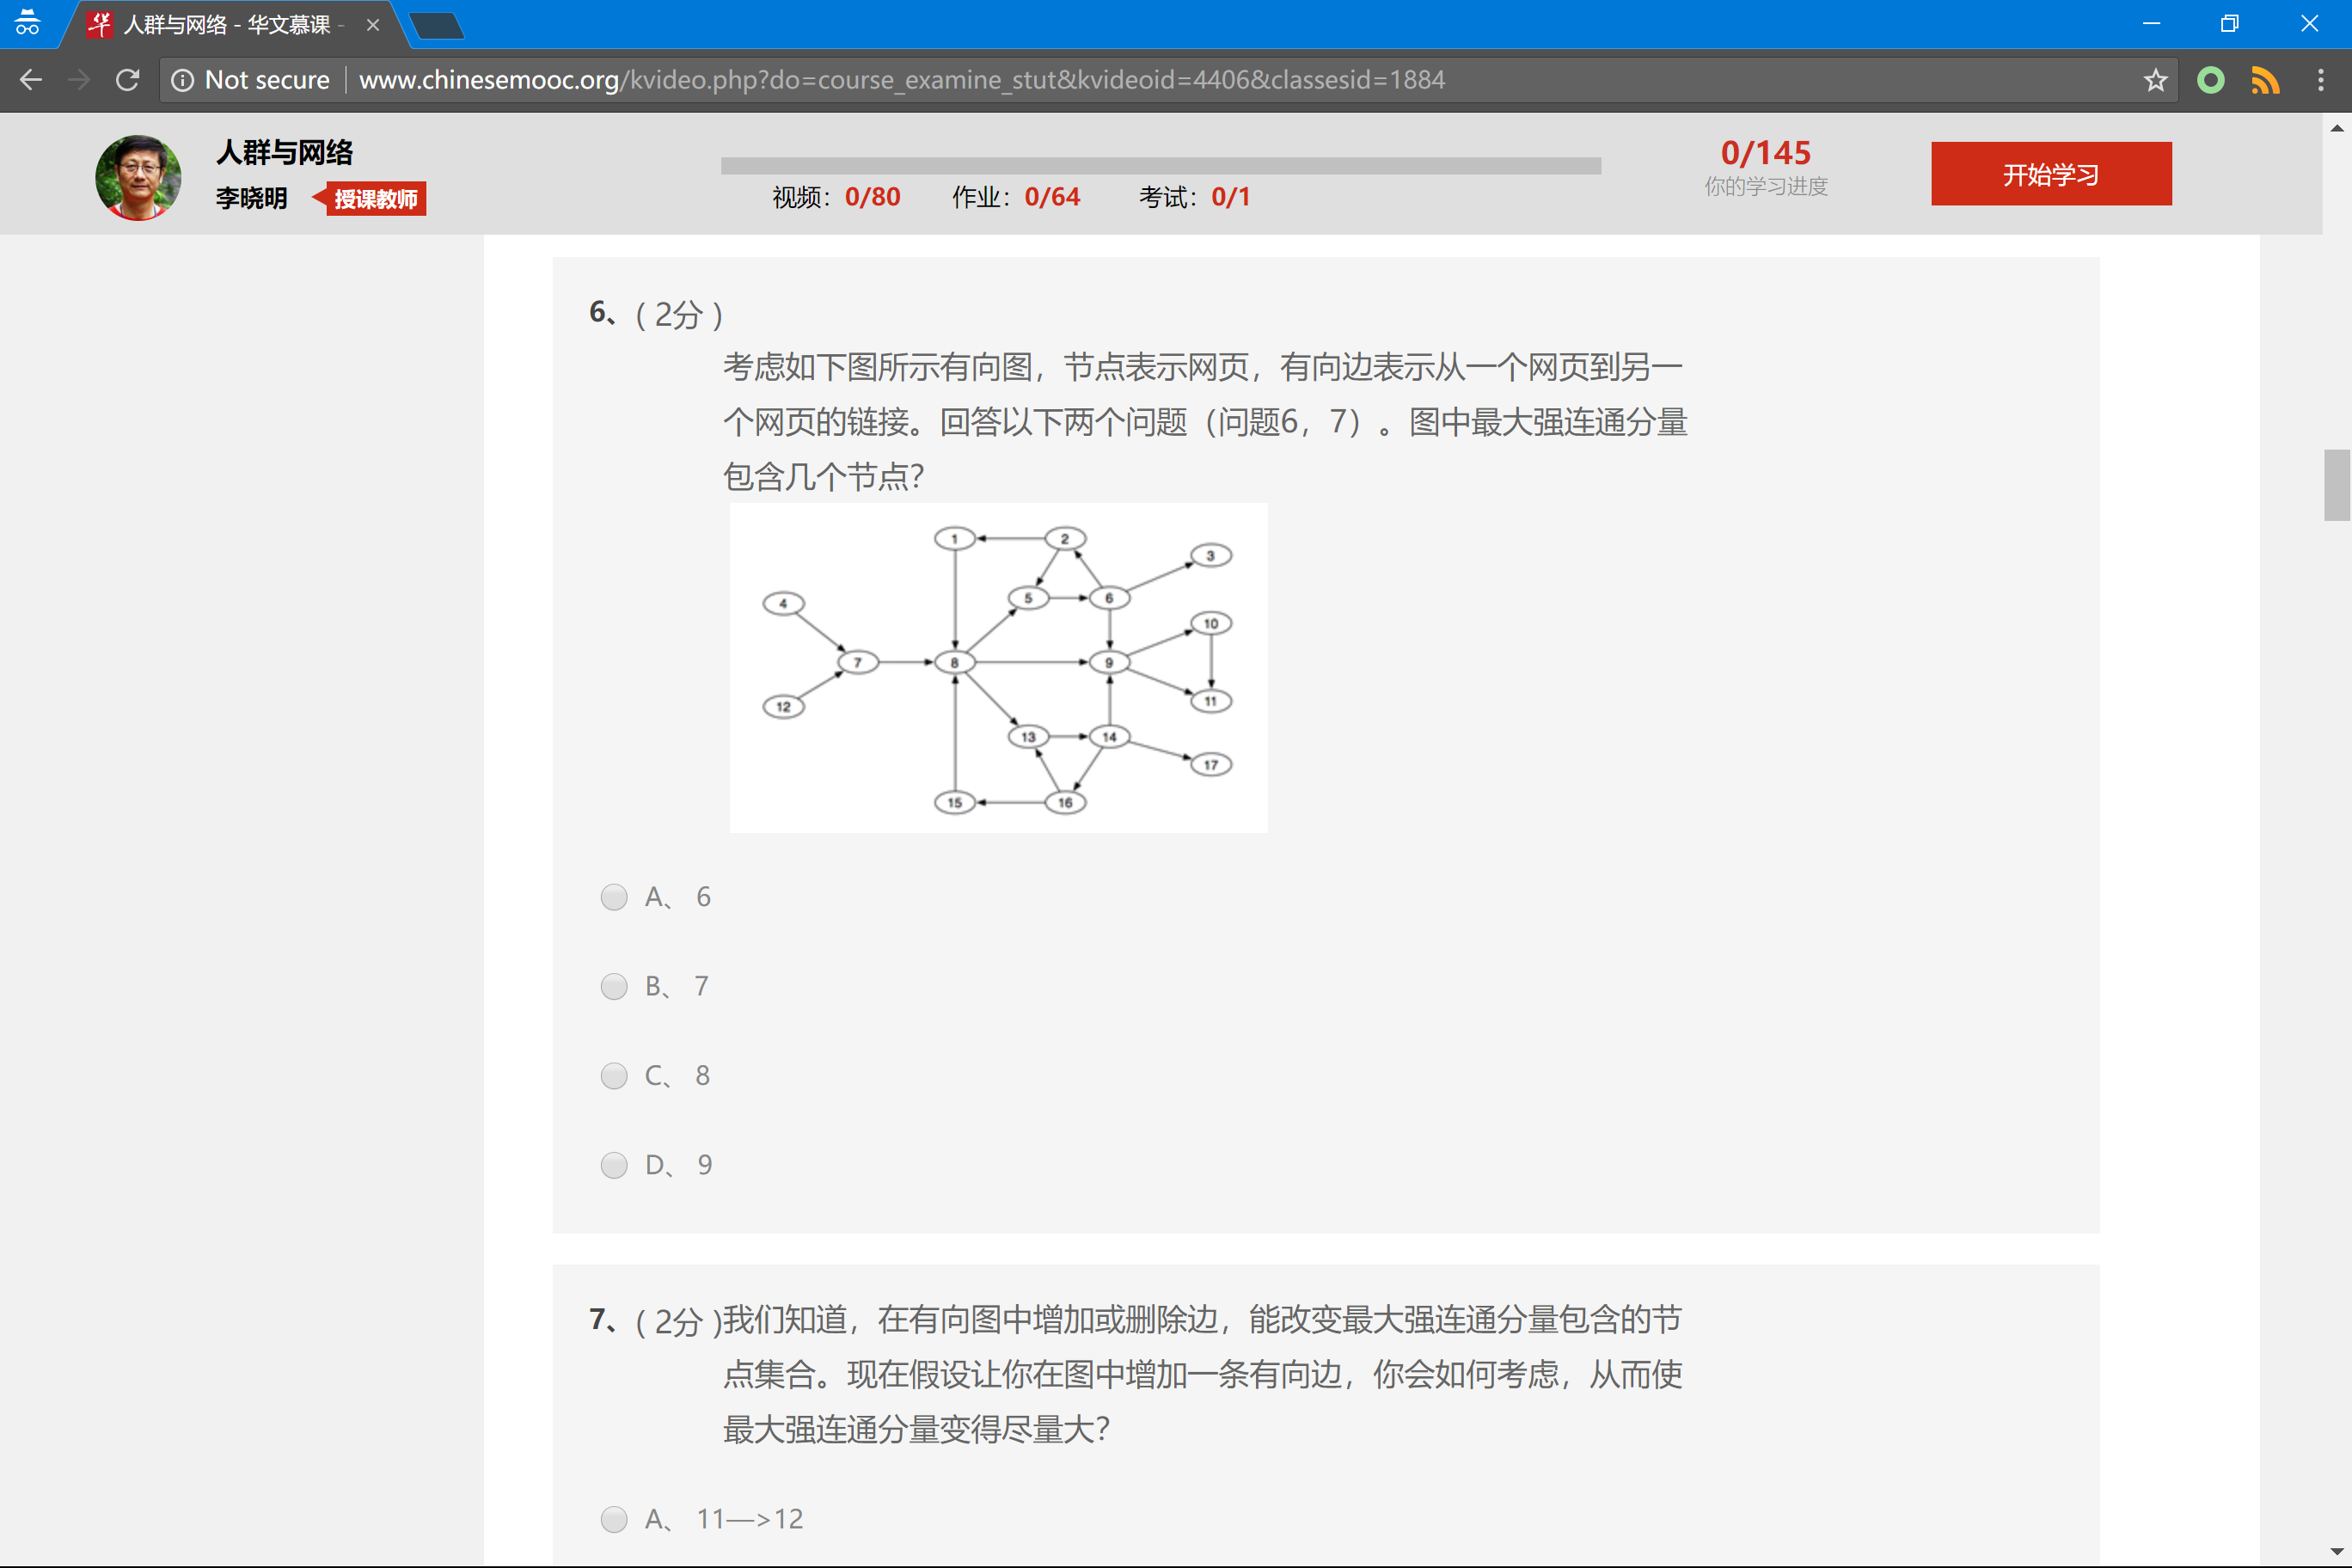 人群与网络 - 华文慕课 -
Not secure
www.chinesemooc.org/kvideo.php?do=course_examine_stut&kvideoid=4406&classesid=1884
人群与网络
李晓明 授课教师
视频：0/80 作业：0/64 考试：0/1
0/145
你的学习进度
开始学习
6、( 2分 )
考虑如下图所示有向图，节点表示网页，有向边表示从一个网页到另一
个网页的链接。回答以下两个问题（问题6，7）。图中最大强连通分量
包含几个节点？
1 2
3
4 5 6
10
7 8 9
12 11
13 14
17
15 16
A、 6
B、 7
C、 8
D、 9
7、( 2分 )我们知道，在有向图中增加或删除边，能改变最大强连通分量包含的节
点集合。现在假设让你在图中增加一条有向边，你会如何考虑，从而使
最大强连通分量变得尽量大？
A、 11—>12